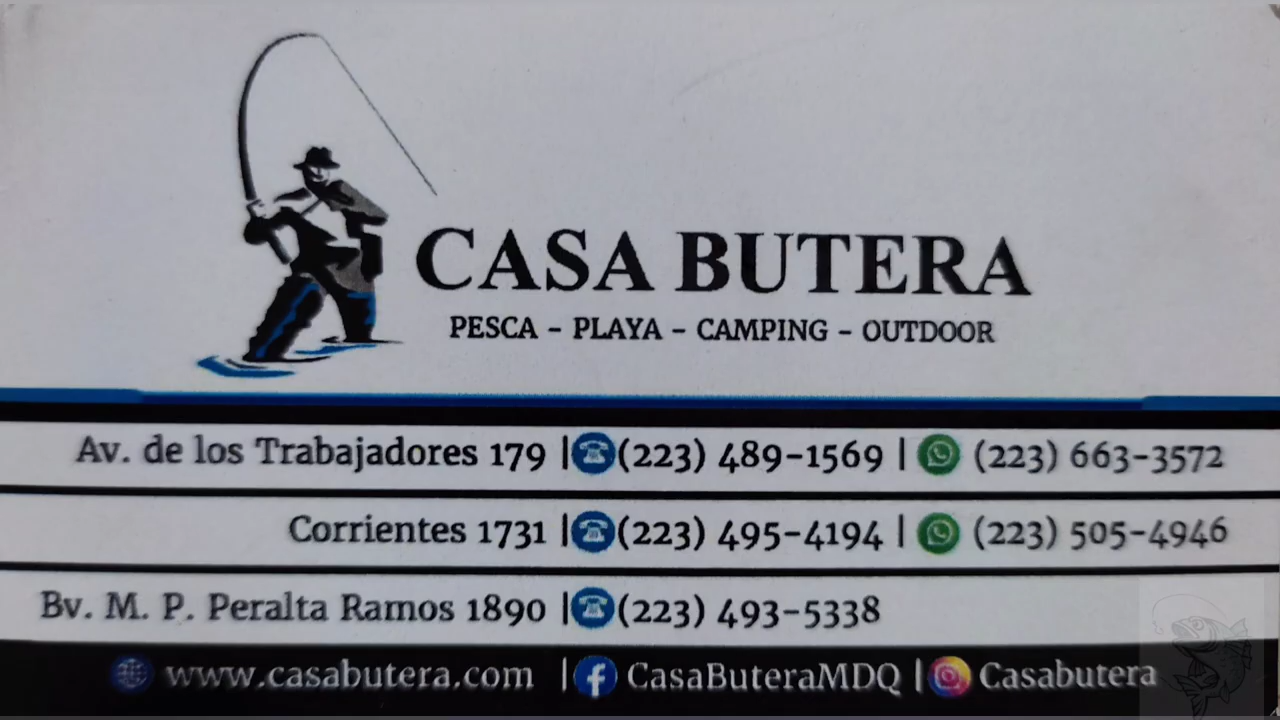 CASA BUTERA
PESCA - PLAYA - CAMPING - OUTDOOR
Av. de los Trabajadores 179 | (223) 489-1569 | (223) 663-3572
Corrientes 1731 | (223) 495-4194 | (223) 505-4946
Bv. M. P. Peralta Ramos 1890 | (223) 493-5338
www.casabutera.com | CasaButeraMDQ | Casabutera